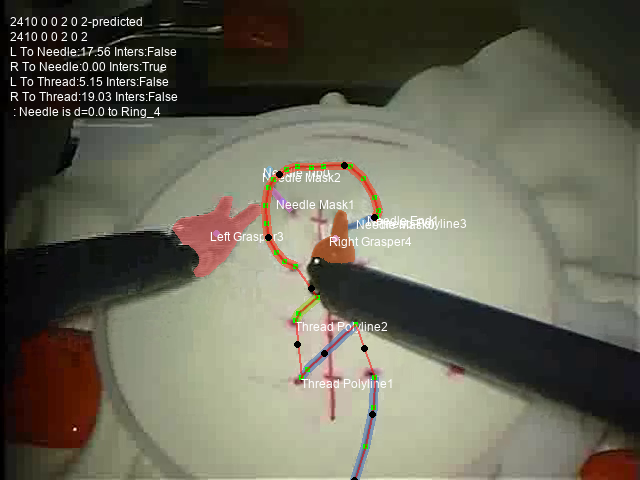 2410 0 0 2 0 2-predicted
2410 0 0 2 0 2
L To Needle:17.56 Inters:False
R To Needle:0.00 Inters:True
L To Thread:5.15 Inters:False
R To Thread:19.03 Inters:False
: Needle is d=0.0 to Ring_4
Needle Mask2
Needle Mask1
Needle End1
Left Grasper3
Right Grasper4
Thread Polyline2
Thread Polyline1